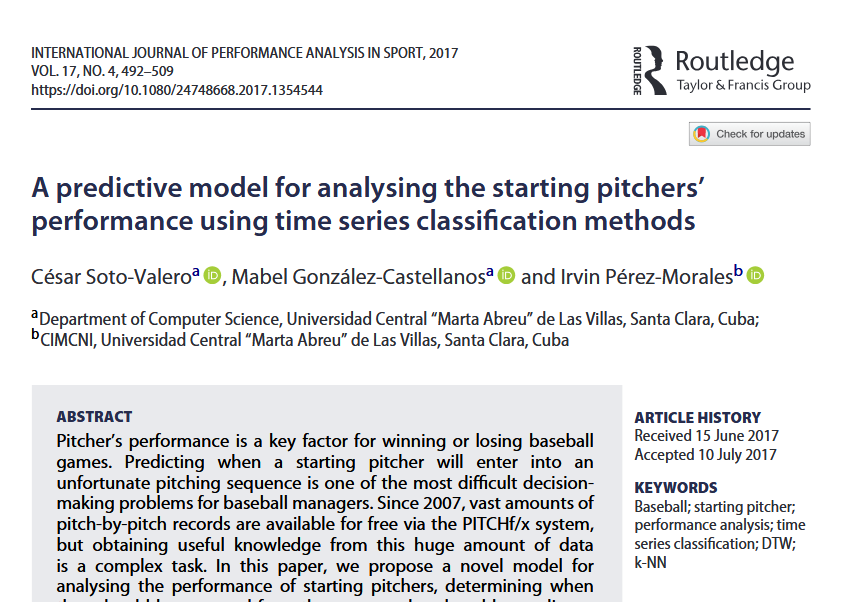 INTERNATIONAL JOURNAL OF PERFORMANCE ANALYSIS IN SPORT, 2017
VOL. 17, NO. 4, 492–509
https://doi.org/10.1080/24748668.2017.1354544
ROUTLEDGE
Routledge
Taylor & Francis Group
Check for updates
A predictive model for analysing the starting pitchers’
performance using time series classification methods
César Soto-Valeroa iD, Mabel González-Castellanosa iD and Irvin Pérez-Moralesb iD
aDepartment of Computer Science, Universidad Central “Marta Abreu” de Las Villas, Santa Clara, Cuba;
bCIMCNI, Universidad Central “Marta Abreu” de Las Villas, Santa Clara, Cuba
ABSTRACT
Pitcher’s performance is a key factor for winning or losing baseball
games. Predicting when a starting pitcher will enter into an
unfortunate pitching sequence is one of the most difficult decision-
making problems for baseball managers. Since 2007, vast amounts of
pitch-by-pitch records are available for free via the PITCHf/x system,
but obtaining useful knowledge from this huge amount of data
is a complex task. In this paper, we propose a novel model for
analysing the performance of starting pitchers, determining when
ARTICLE HISTORY
Received 15 June 2017
Accepted 10 July 2017
KEYWORDS
Baseball; starting pitcher;
performance analysis; time
series classification; DTW;
k-NN